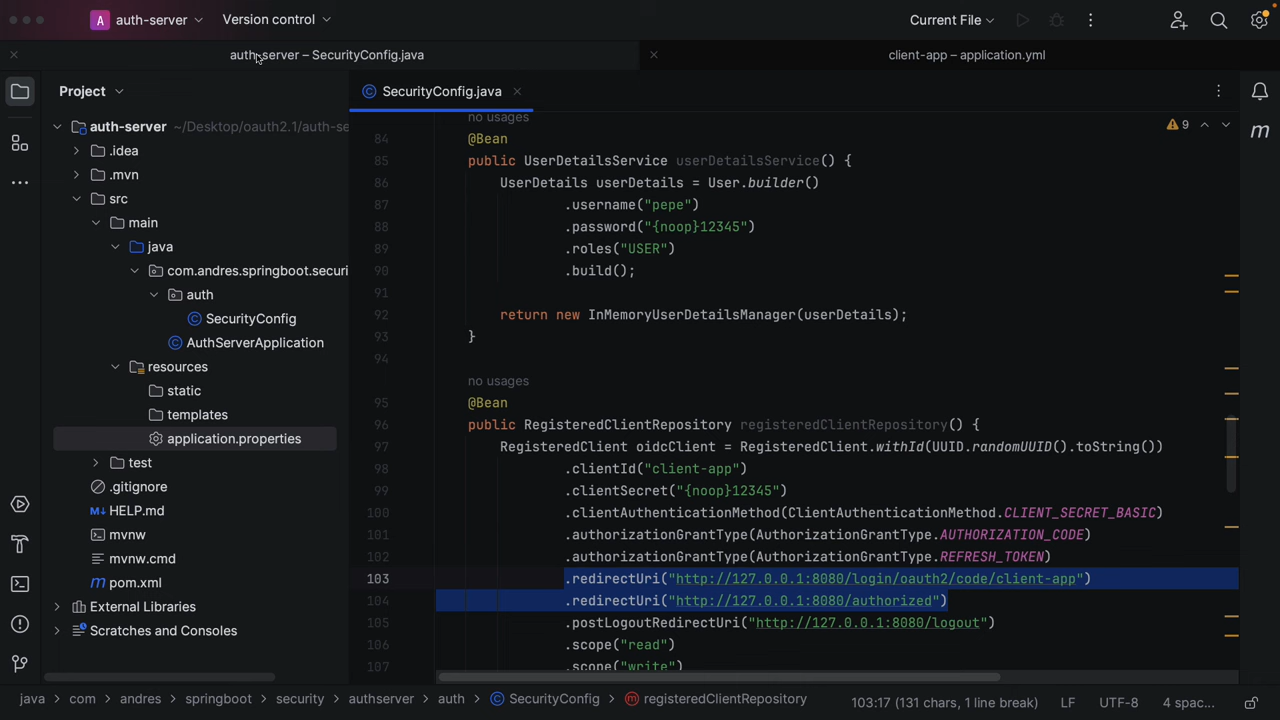 A auth-server Version control Current File
auth-server – SecurityConfig.java
client-app – application.yml
Project
auth-server ~/Desktop/oauth2.1/auth-se
.idea
.mvn
src
main
java
com.andres.springboot.securi
auth
SecurityConfig
AuthServerApplication
resources
static
templates
application.properties
test
.gitignore
M↓ HELP.md
mvnw
mvnw.cmd
m pom.xml
External Libraries
Scratches and Consoles
SecurityConfig.java
9
m
no usages
84 @Bean
85 public UserDetailsService userDetailsService() {
86 UserDetails userDetails = User.builder()
87 .username("pepe")
88 .password("{noop}12345")
89 .roles("USER")
90 .build();
91
92 return new InMemoryUserDetailsManager(userDetails);
93 }
94
no usages
95 @Bean
96 public RegisteredClientRepository registeredClientRepository() {
97 RegisteredClient oidcClient = RegisteredClient.withId(UUID.randomUUID().toString())
98 .clientId("client-app")
99 .clientSecret("{noop}12345")
100 .clientAuthenticationMethod(ClientAuthenticationMethod.CLIENT_SECRET_BASIC)
101 .authorizationGrantType(AuthorizationGrantType.AUTHORIZATION_CODE)
102 .authorizationGrantType(AuthorizationGrantType.REFRESH_TOKEN)
103 .redirectUri("http://127.0.0.1:8080/login/oauth2/code/client-app")
104 .redirectUri("http://127.0.0.1:8080/authorized")
105 .postLogoutRedirectUri("http://127.0.0.1:8080/logout")
106 .scope("read")
107 .scope("write")
java com andres springboot security authserver auth SecurityConfig registeredClientRepository 103:17 (131 chars, 1 line break) LF UTF-8 4 spac...